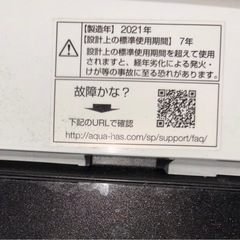 【製造年】2021年
【設計上の標準使用期間】 7年
設計上の標準使用期間を超えて使用
されますと、経年劣化による発火・
けが等の事故に至る恐れがあります。
故障かな？
下記のURLで確認
http://aqua-has.com/sp/support/faq/